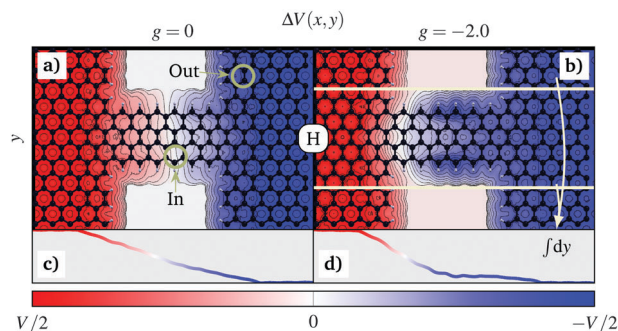 ΔV(x, y)
g = 0
g = −2.0
a)
Out
b)
y
H
In
∫dy
c)
d)
V/2
0
−V/2